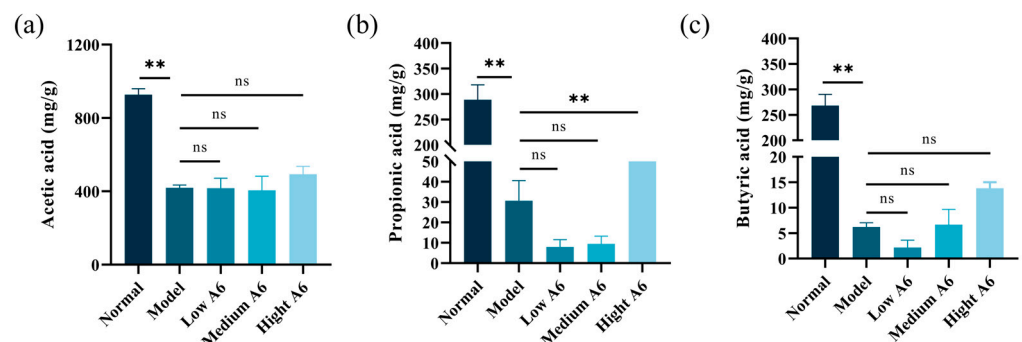 (a)
Acetic acid (mg/g)
1200
800
400
0
**
ns
ns
ns
Normal
Model
Low A6
Medium A6
Hight A6
(b)
Propionic acid (mg/g)
400
350
300
250
200
50
40
30
20
10
0
**
**
ns
ns
Normal
Model
Low A6
Medium A6
Hight A6
(c)
Butyric acid (mg/g)
400
350
300
250
200
20
15
10
5
0
**
ns
ns
ns
Normal
Model
Low A6
Medium A6
Hight A6